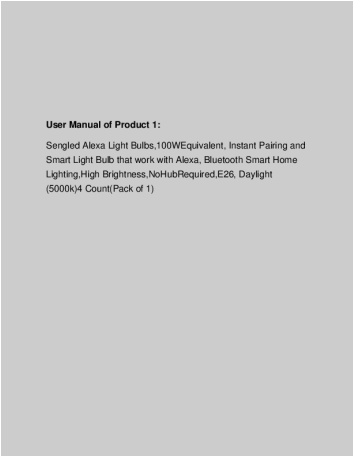 User Manual of Product 1:
Sengled Alexa Light Bulbs,100WEquivalent, Instant Pairing and
Smart Light Bulb that work with Alexa, Bluetooth Smart Home
Lighting,High Brightness,NoHubRequired,E26, Daylight
(5000k)4 Count(Pack of 1)